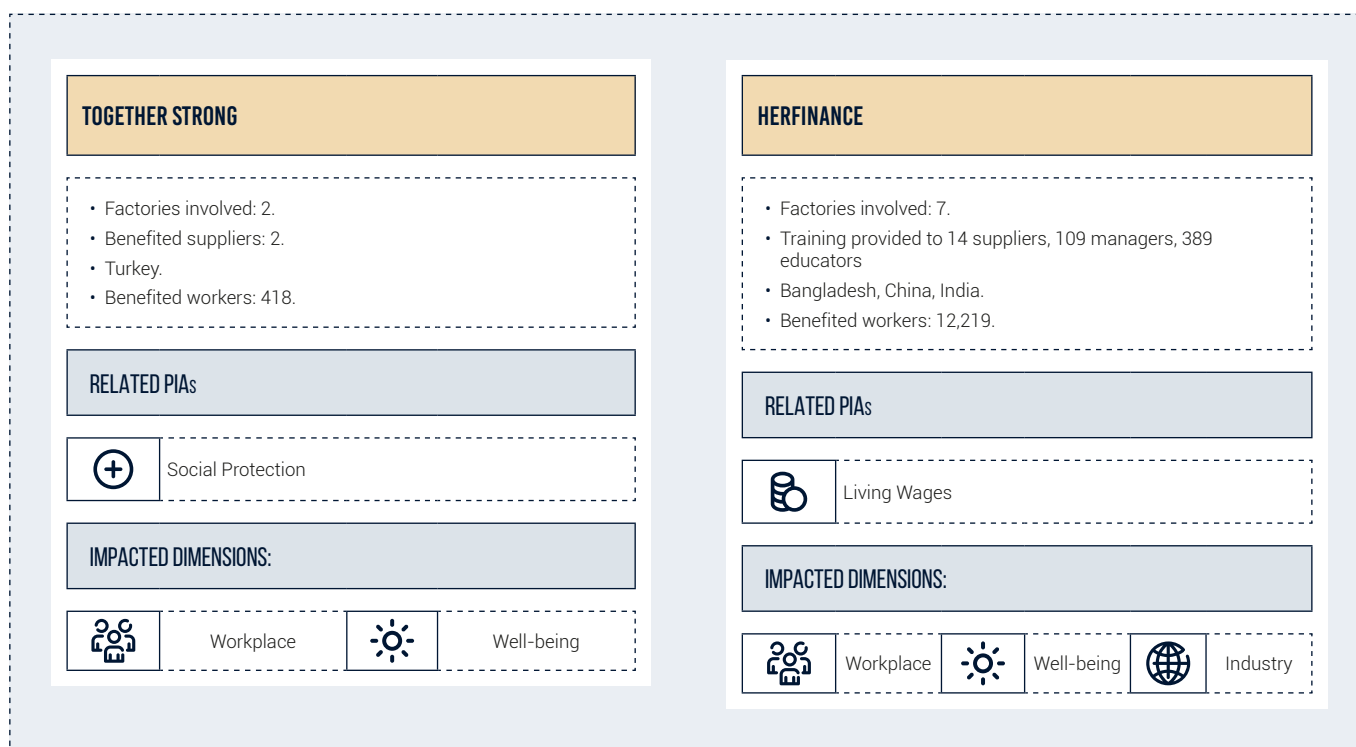 TOGETHER STRONG
• Factories involved: 2.
• Benefited suppliers: 2.
• Turkey.
• Benefited workers: 418.
RELATED PIAs
Social Protection
IMPACTED DIMENSIONS:
Workplace
Well-being
HERFINANCE
• Factories involved: 7.
• Training provided to 14 suppliers, 109 managers, 389
educators
• Bangladesh, China, India.
• Benefited workers: 12,219.
RELATED PIAs
Living Wages
IMPACTED DIMENSIONS:
Workplace
Well-being
Industry